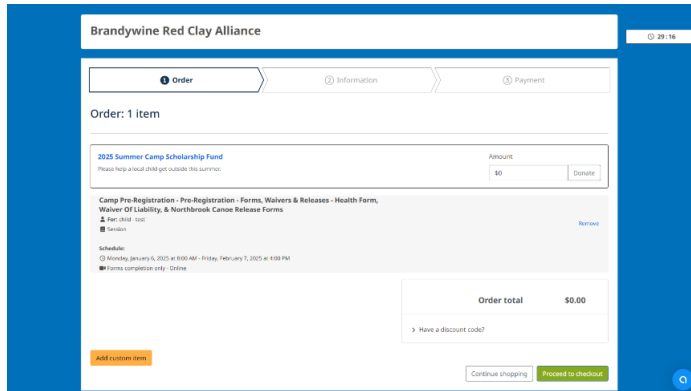 Brandywine Red Clay Alliance
29:16
1 Order
2 Information
3 Payment
Order: 1 item
2025 Summer Camp Scholarship Fund
Please help a local child get outside this summer.
Amount
$0
Donate
Camp Pre-Registration - Pre-Registration - Forms, Waivers & Releases - Health Form,
Waiver Of Liability, & Northbrook Canoe Release Forms
For: child - test
Session
Remove
Schedule:
Monday, January 6, 2025 at 8:00 AM - Friday, February 7, 2025 at 4:00 PM
Forms completion only - Online
Order total $0.00
> Have a discount code?
Add custom item
Continue shopping
Proceed to checkout